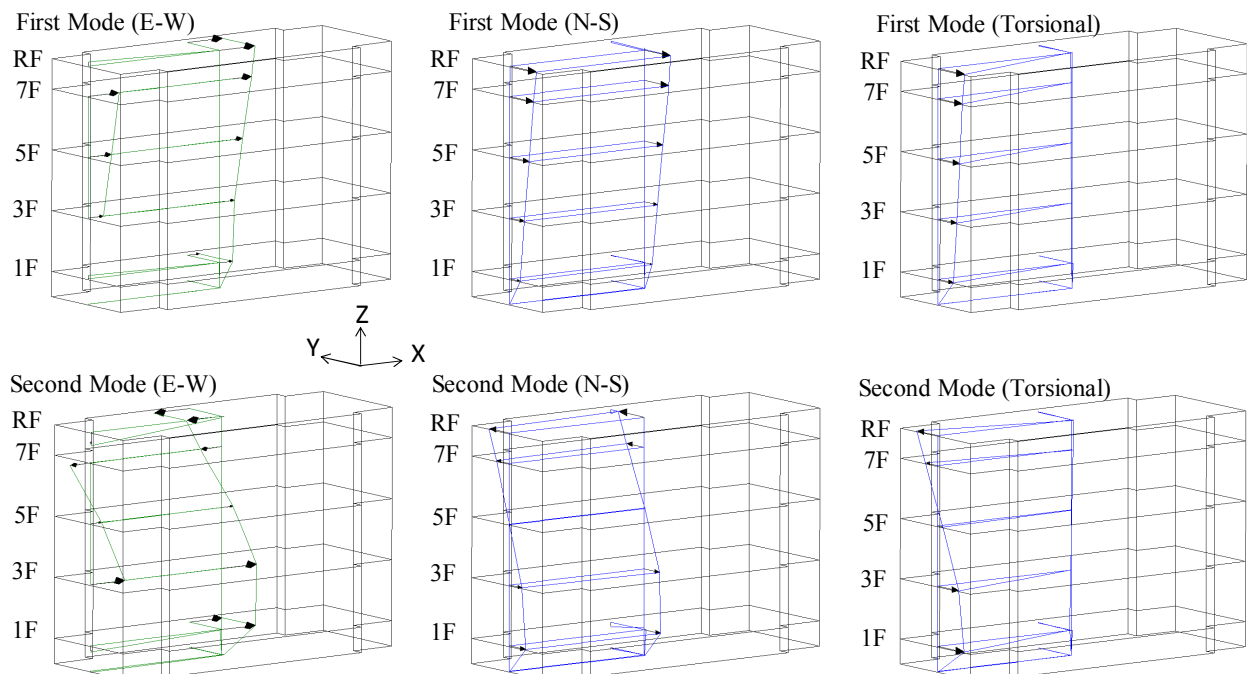 First Mode (E-W)
RF
7F
5F
3F
1F
First Mode (N-S)
RF
7F
5F
3F
1F
First Mode (Torsional)
RF
7F
5F
3F
1F
Z
Y
X
Second Mode (E-W)
RF
7F
5F
3F
1F
Second Mode (N-S)
RF
7F
5F
3F
1F
Second Mode (Torsional)
RF
7F
5F
3F
1F